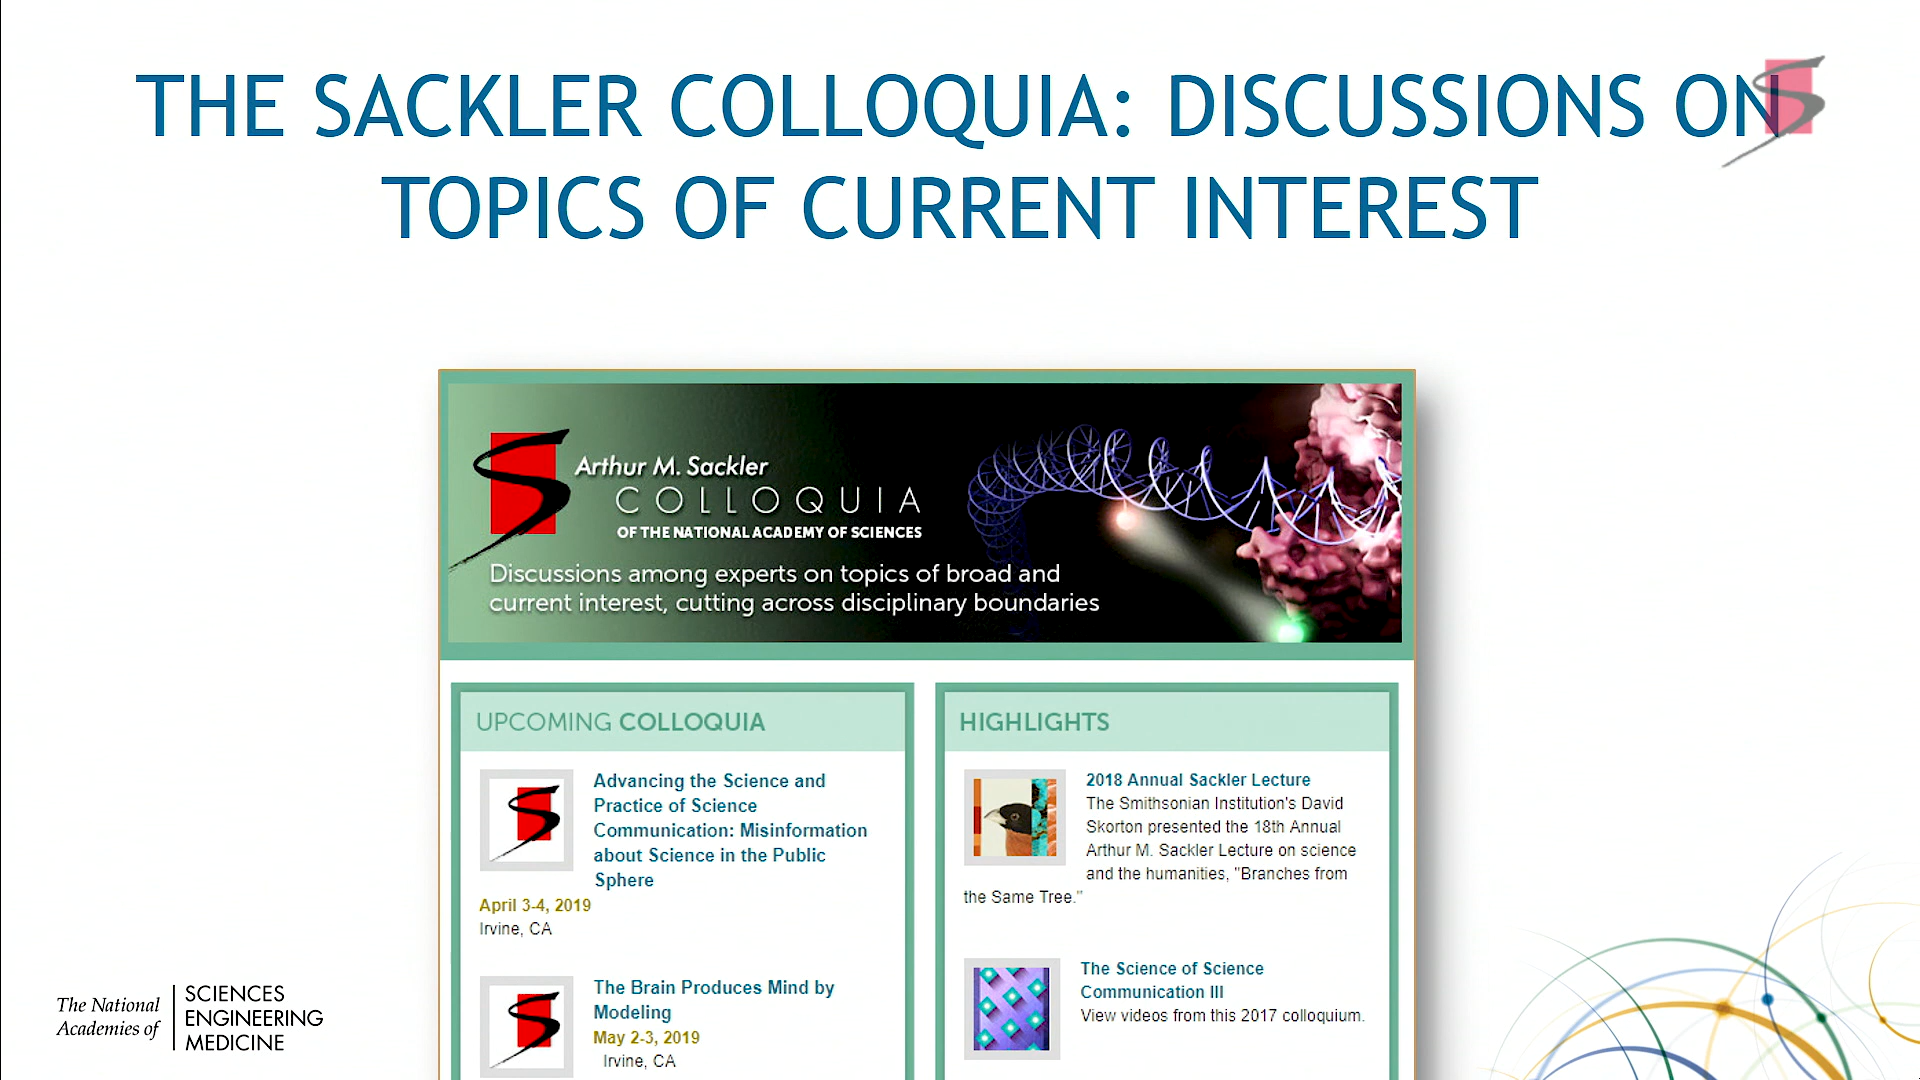 THE SACKLER COLLOQUIA: DISCUSSIONS ON
TOPICS OF CURRENT INTEREST
Arthur M. Sackler
COLLOQUIA
OF THE NATIONAL ACADEMY OF SCIENCES
Discussions among experts on topics of broad and
current interest, cutting across disciplinary boundaries
UPCOMING COLLOQUIA
Advancing the Science and
Practice of Science
Communication: Misinformation
about Science in the Public
Sphere
April 3-4, 2019
Irvine, CA
The Brain Produces Mind by
Modeling
May 2-3, 2019
Irvine, CA
HIGHLIGHTS
2018 Annual Sackler Lecture
The Smithsonian Institution's David
Skorton presented the 18th Annual
Arthur M. Sackler Lecture on science
and the humanities, "Branches from
the Same Tree."
The Science of Science
Communication III
View videos from this 2017 colloquium.
The National
Academies of
SCIENCES
ENGINEERING
MEDICINE